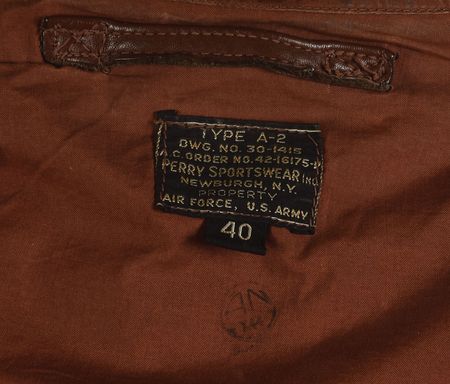 TYPE A-2
DWG. NO. 30-1415
A.C. ORDER NO. 42-16175-P
PERRY SPORTSWEAR INC.
NEWBURGH, N.Y.
PROPERTY
AIR FORCE, U.S. ARMY
40